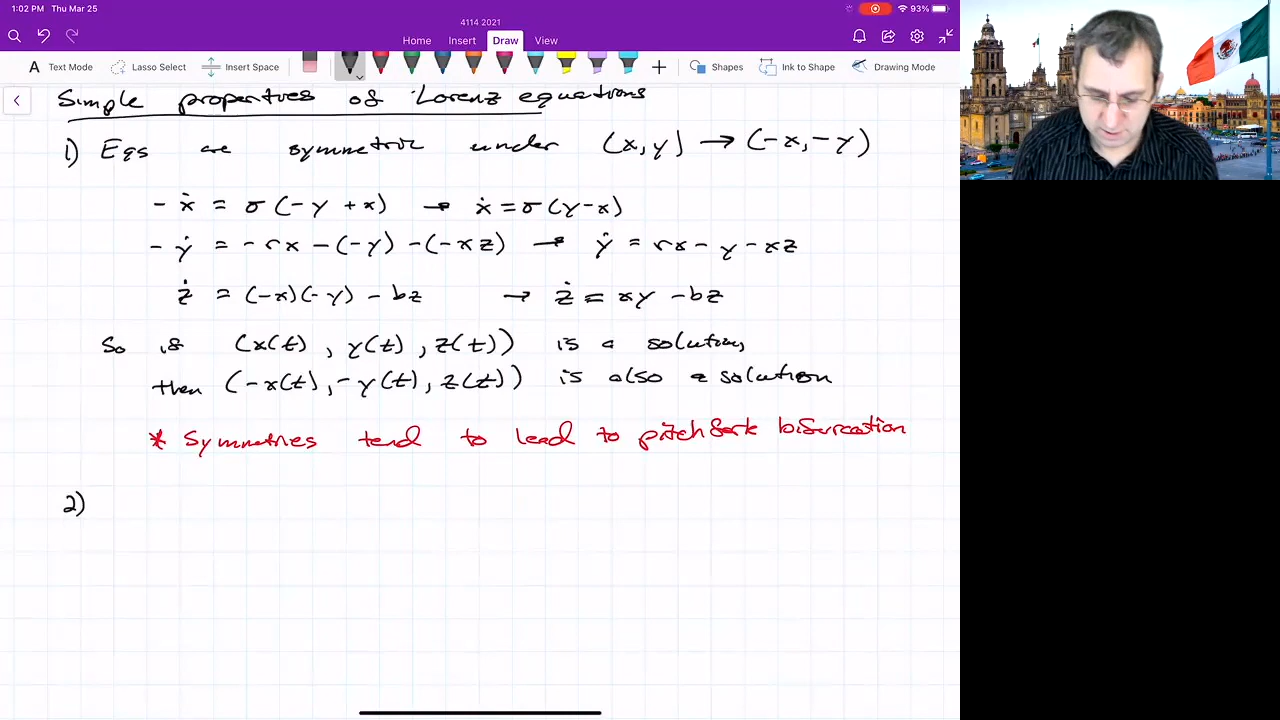 1:02 PM Thu Mar 25
93%
4114 2021
Home Insert Draw View
Text Mode Lasso Select Insert Space Shapes Ink to Shape Drawing Mode
Simple properties of Lorenz equations
1) Eqs are symmetric under (x,y) → (-x,-y)
-ẋ = σ(-y+x) → ẋ = σ(y-x)
-ẏ = -rx -(-y) -(-xz) → ẏ = rx - y - xz
ż = (-x)(-y) - bz → ż = xy - bz
So if (x(t), y(t), z(t)) is a solution,
then (-x(t), -y(t), z(t)) is also a solution
* Symmetries tend to lead to pitchfork bifurcation
2)